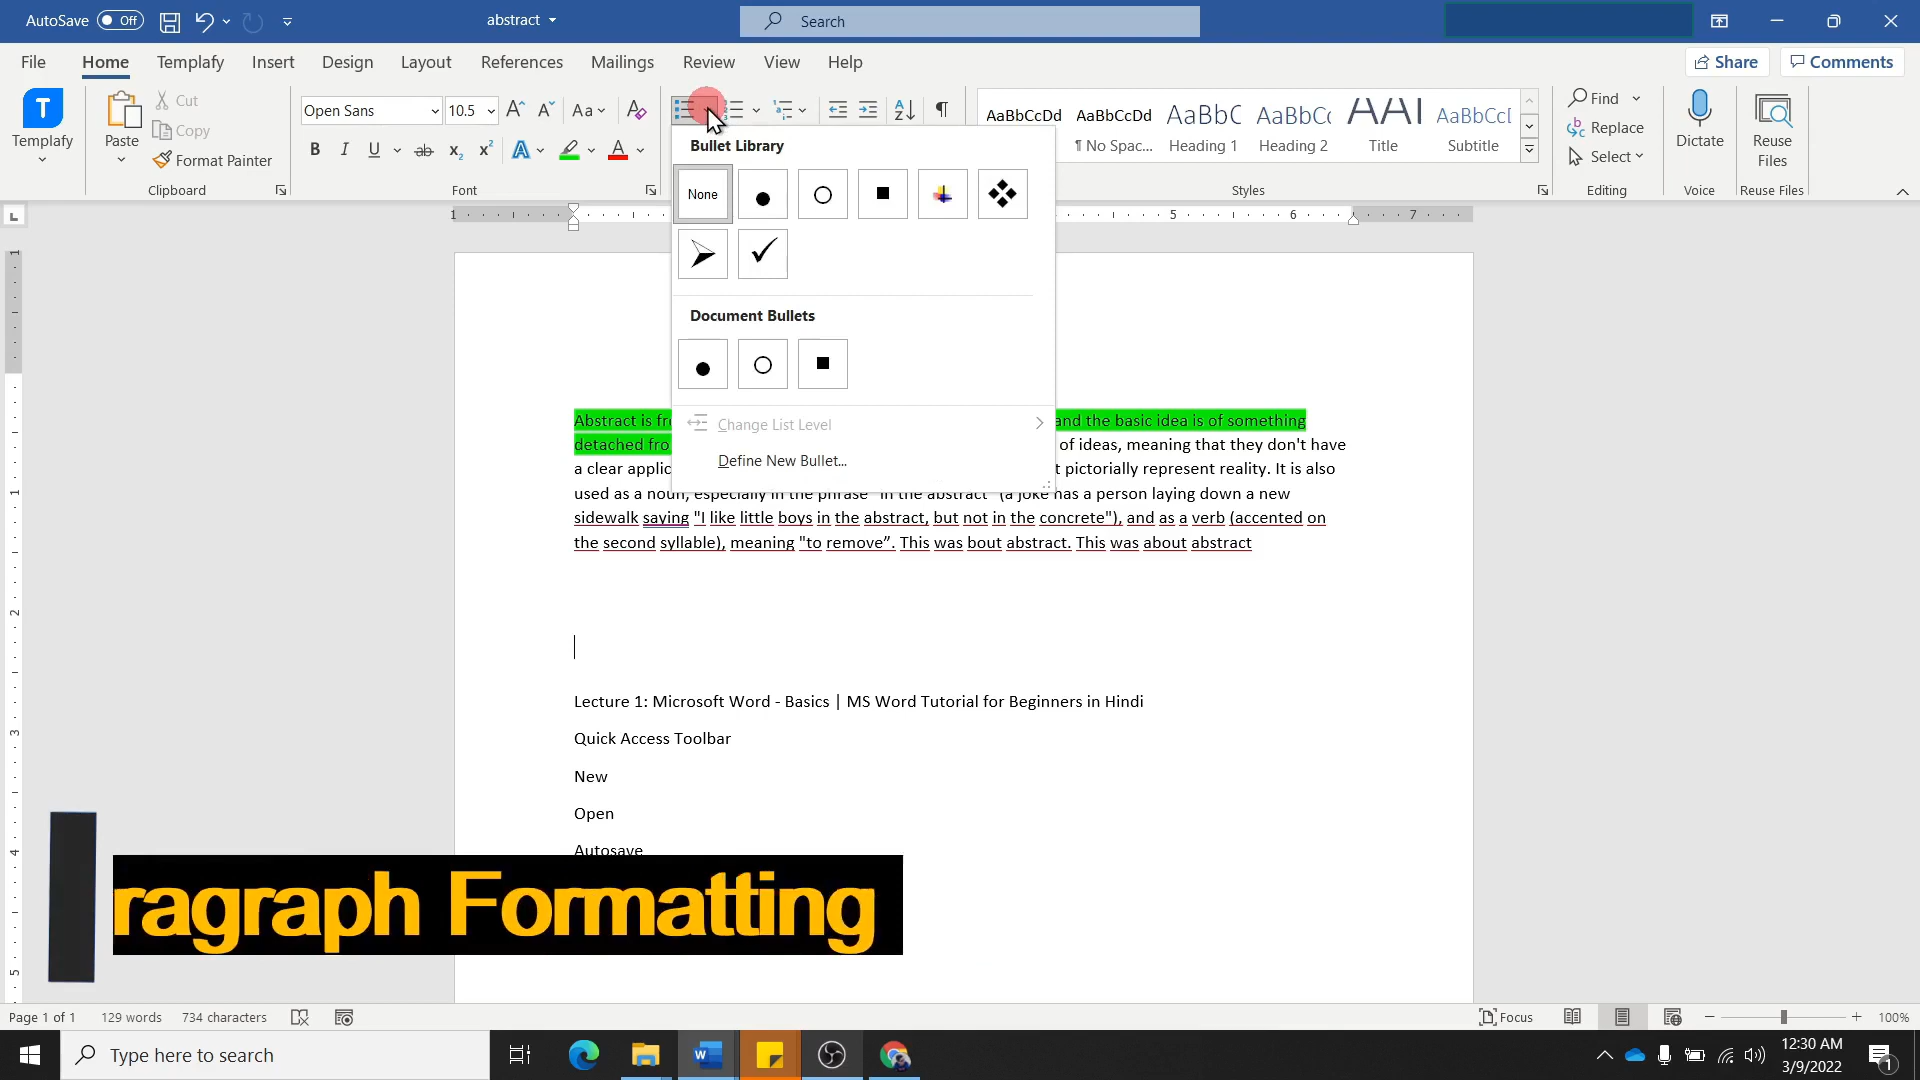 AutoSave Off abstract Search
File Home Templafy Insert Design Layout References Mailings Review View Help Share Comments
Templafy Paste Cut Copy Format Painter Clipboard
Open Sans 10.5 Font
Bullet Library
None
Document Bullets
Change List Level
Define New Bullet...
AaBbCcDd AaBbCcDd AaBbC AaBbC AAI AaBbCcI
¶ No Spac... Heading 1 Heading 2 Title Subtitle
Styles
Find Replace Select Editing
Dictate Voice
Reuse Files Reuse Files
1 5 6 7
Abstract is fr and the basic idea is of something
detached fro of ideas, meaning that they don't have
a clear applic t pictorially represent reality. It is also
used as a noun, especially in the phrase "in the abstract" (a joke has a person laying down a new
sidewalk saying "I like little boys in the abstract, but not in the concrete"), and as a verb (accented on
the second syllable), meaning "to remove”. This was bout abstract. This was about abstract
Lecture 1: Microsoft Word - Basics | MS Word Tutorial for Beginners in Hindi
Quick Access Toolbar
New
Open
Autosave
ragraph Formatting
Page 1 of 1 129 words 734 characters Focus 100%
Type here to search 12:30 AM
3/9/2022 1